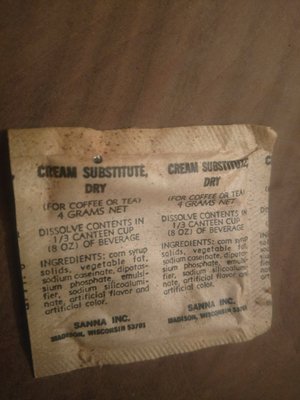 CREAM SUBSTITUTE,
DRY
(FOR COFFEE OR TEA)
4 GRAMS NET
DISSOLVE CONTENTS IN
1/3 CANTEEN CUP
(8 OZ) OF BEVERAGE
INGREDIENTS: corn syrup
solids, vegetable fat,
sodium caseinate, dipotas-
sium phosphate, emulsi-
fier, sodium silicoalumi-
nate, artificial flavor and
artificial color.
SANNA INC.
MADISON, WISCONSIN 53701
CREAM SUBSTITUTE,
DRY
(FOR COFFEE OR TEA)
4 GRAMS NET
DISSOLVE CONTENTS IN
1/3 CANTEEN CUP
(8 OZ) OF BEVERAGE
INGREDIENTS: corn syrup
solids, vegetable fat,
sodium caseinate, dipotas-
sium phosphate, emulsi-
fier, sodium silicoalumi-
nate, artificial flavor and
artificial color.
SANNA INC.
MADISON, WISCONSIN 53701